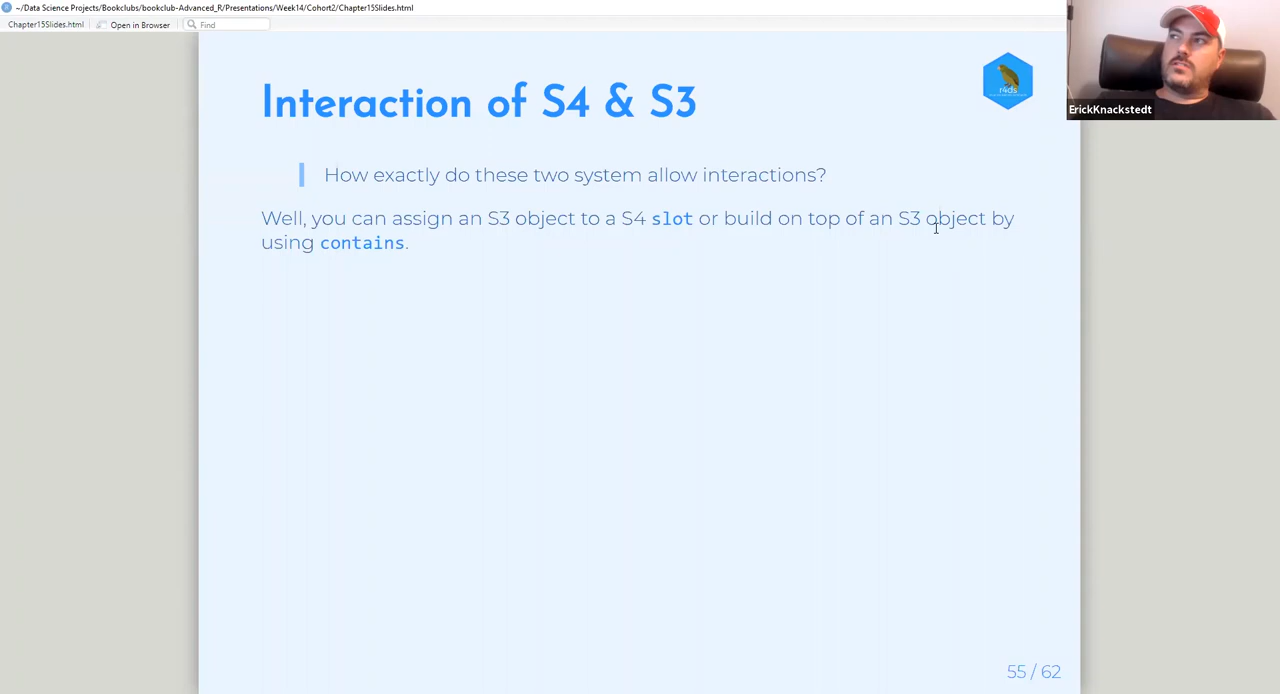 ~/Data Science Projects/Bookclubs/bookclub-Advanced_R/Presentations/Week14/Cohort2/Chapter15Slides.html
Chapter15Slides.html
Open in Browser
Find
Interaction of S4 & S3
r4ds
ErickKnackstedt
How exactly do these two system allow interactions?
Well, you can assign an S3 object to a S4 slot or build on top of an S3 object by
using contains.
55 / 62